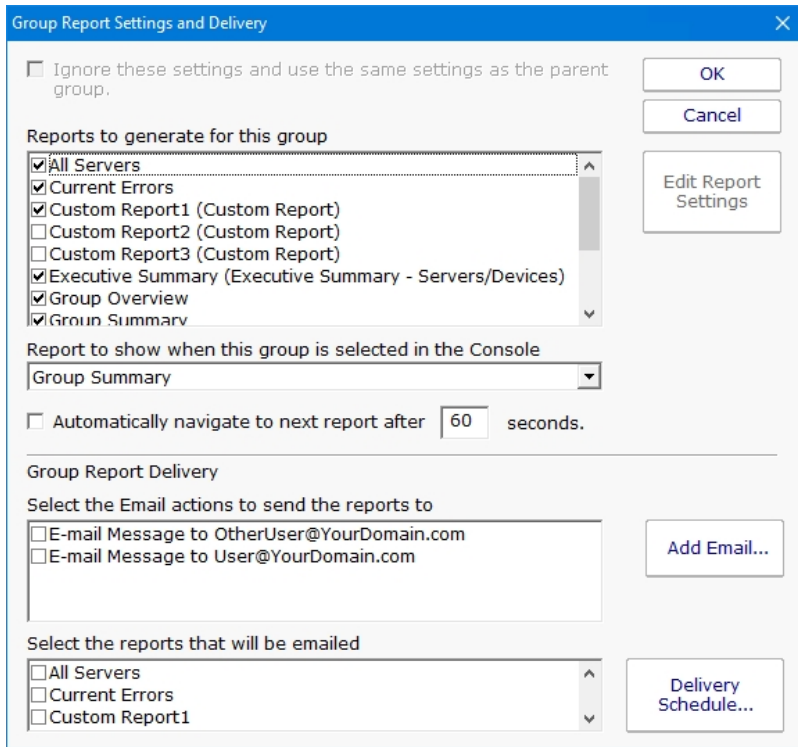 Group Report Settings and Delivery
Ignore these settings and use the same settings as the parent
group.
OK
Cancel
Reports to generate for this group
All Servers
Current Errors
Custom Report1 (Custom Report)
Custom Report2 (Custom Report)
Custom Report3 (Custom Report)
Executive Summary (Executive Summary - Servers/Devices)
Group Overview
Group Summary
Edit Report
Settings
Report to show when this group is selected in the Console
Group Summary
Automatically navigate to next report after 60 seconds.
Group Report Delivery
Select the Email actions to send the reports to
E-mail Message to OtherUser@YourDomain.com
E-mail Message to User@YourDomain.com
Add Email...
Select the reports that will be emailed
All Servers
Current Errors
Custom Report1
Delivery
Schedule...